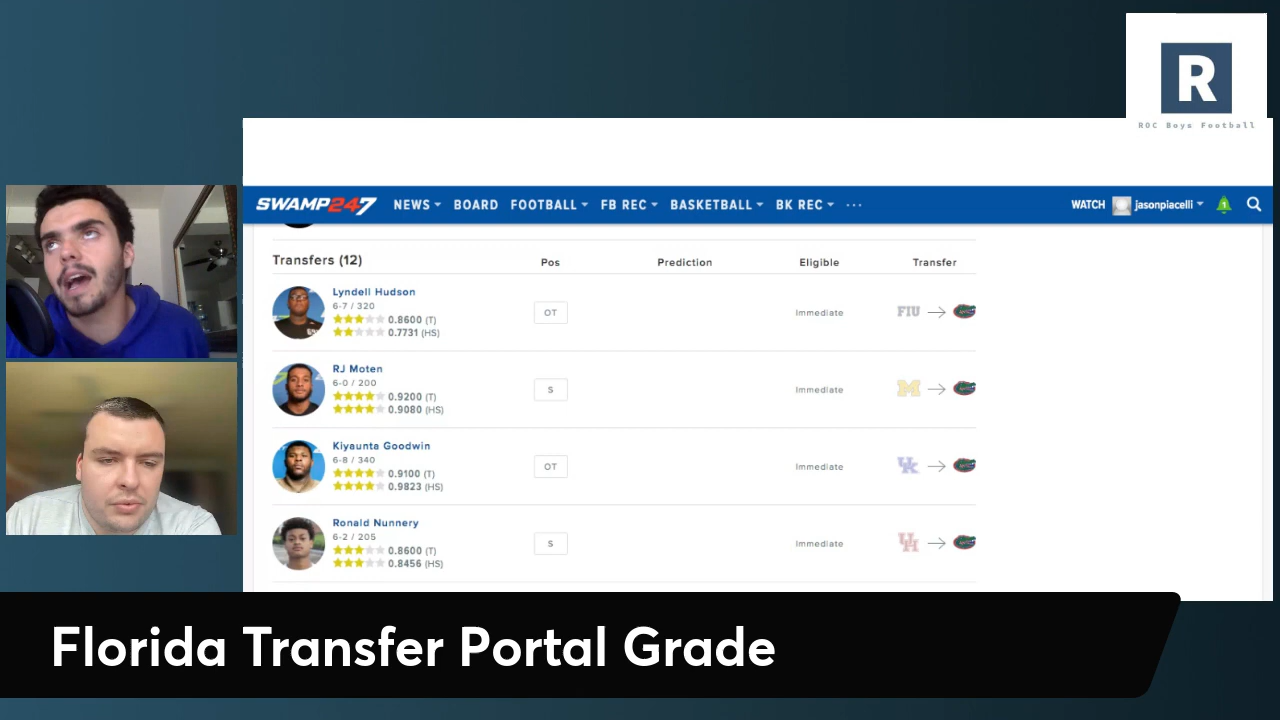 R
ROC Boys Football
SWAMP247 NEWS BOARD FOOTBALL FB REC BASKETBALL BK REC ... WATCH jasonpiacelli 1
Transfers (12) Pos Prediction Eligible Transfer
Lyndell Hudson
6-7 / 320
0.8600 (T)
0.7731 (HS)
OT Immediate FIU
RJ Moten
6-0 / 200
0.9200 (T)
0.9080 (HS)
S Immediate M
Kiyaunta Goodwin
6-8 / 340
0.9100 (T)
0.9823 (HS)
OT Immediate UK
Ronald Nunnery
6-2 / 205
0.8600 (T)
0.8456 (HS)
S Immediate UH
Florida Transfer Portal Grade